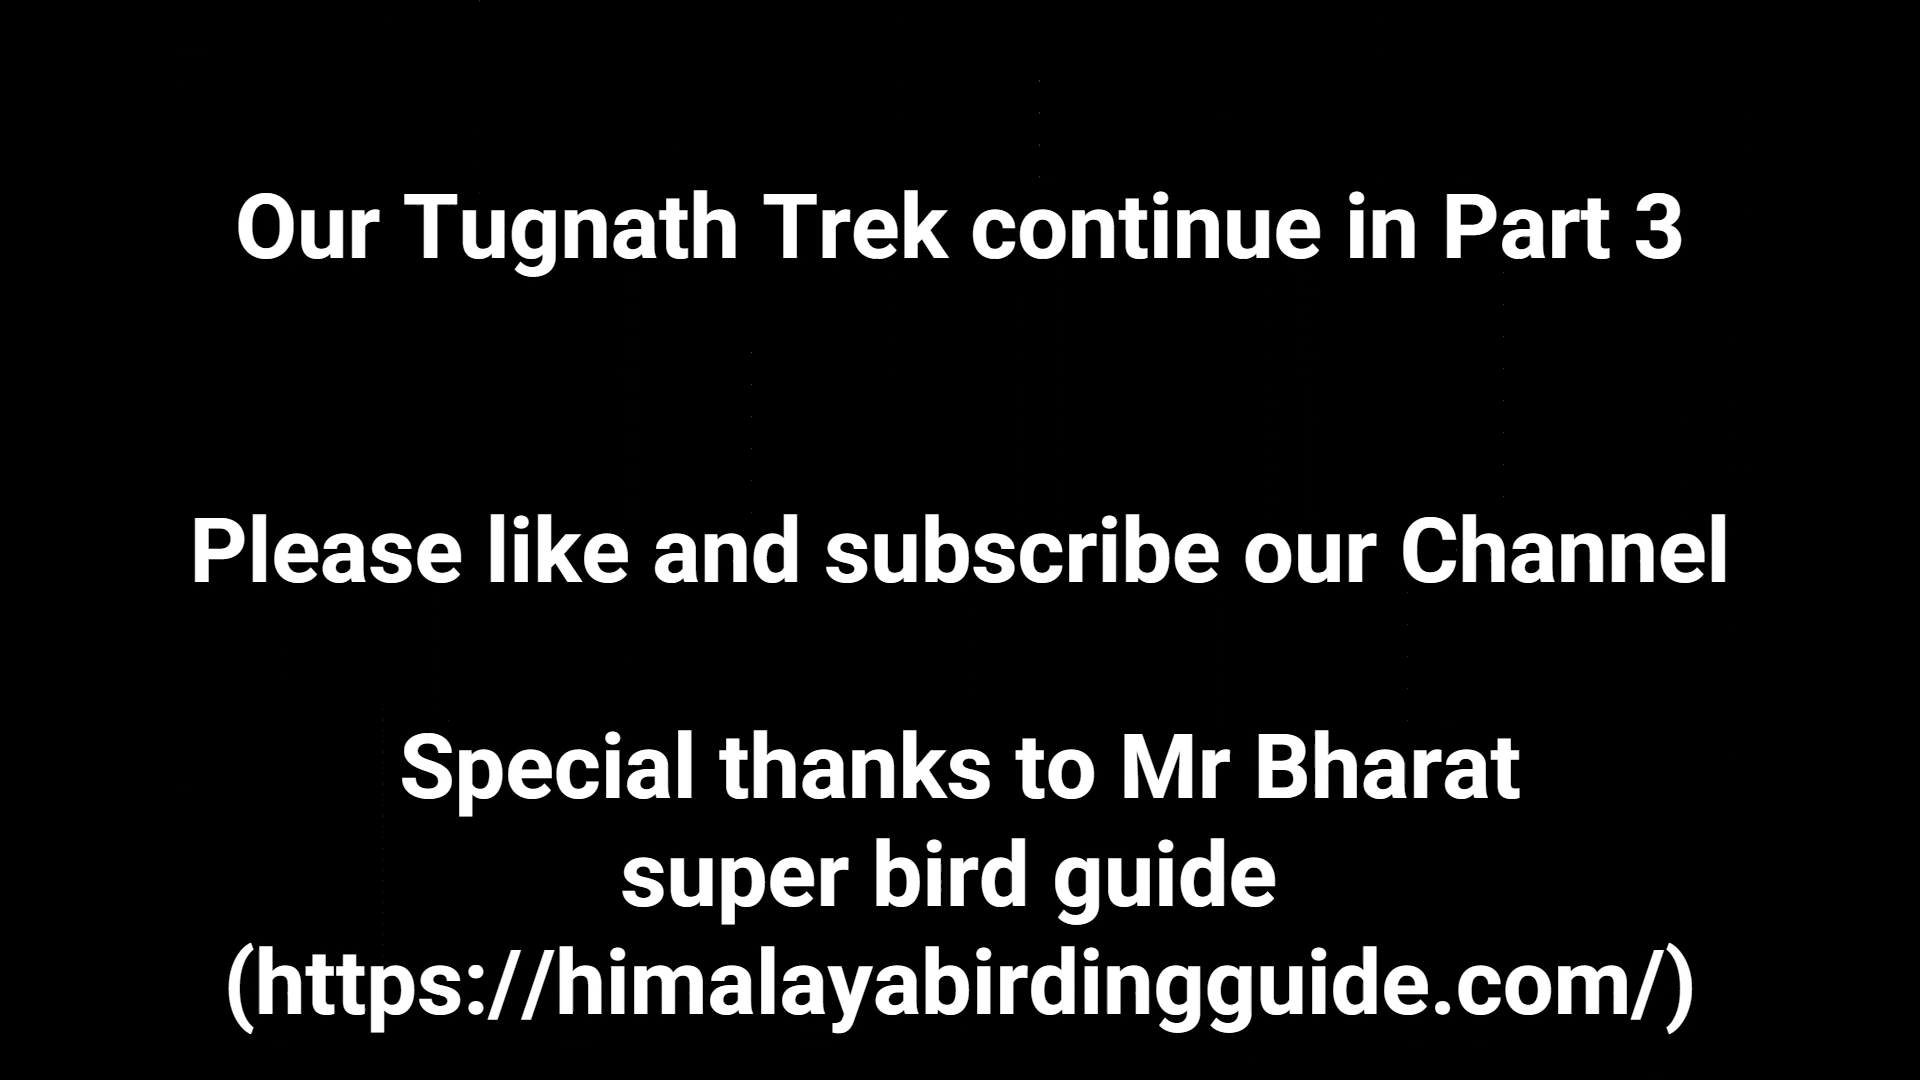 Our Tugnath Trek continue in Part 3
Please like and subscribe our Channel
Special thanks to Mr Bharat
super bird guide
(https://himalayabirdingguide.com/)